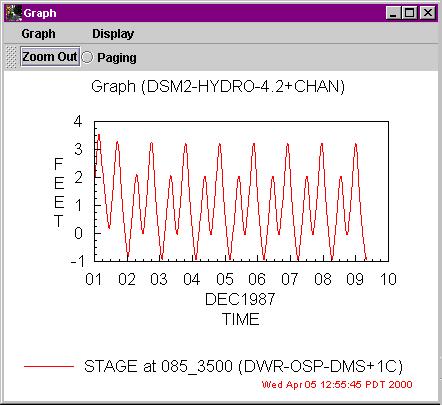 Graph
Graph Display
Zoom Out Paging
Graph (DSM2-HYDRO-4.2+CHAN)
4
3
2
1
0
-1
FEET
01 02 03 04 05 06 07 08 09 10
DEC1987
TIME
STAGE at 085_3500 (DWR-OSP-DMS+1C)
Wed Apr 05 12:55:45 PDT 2000